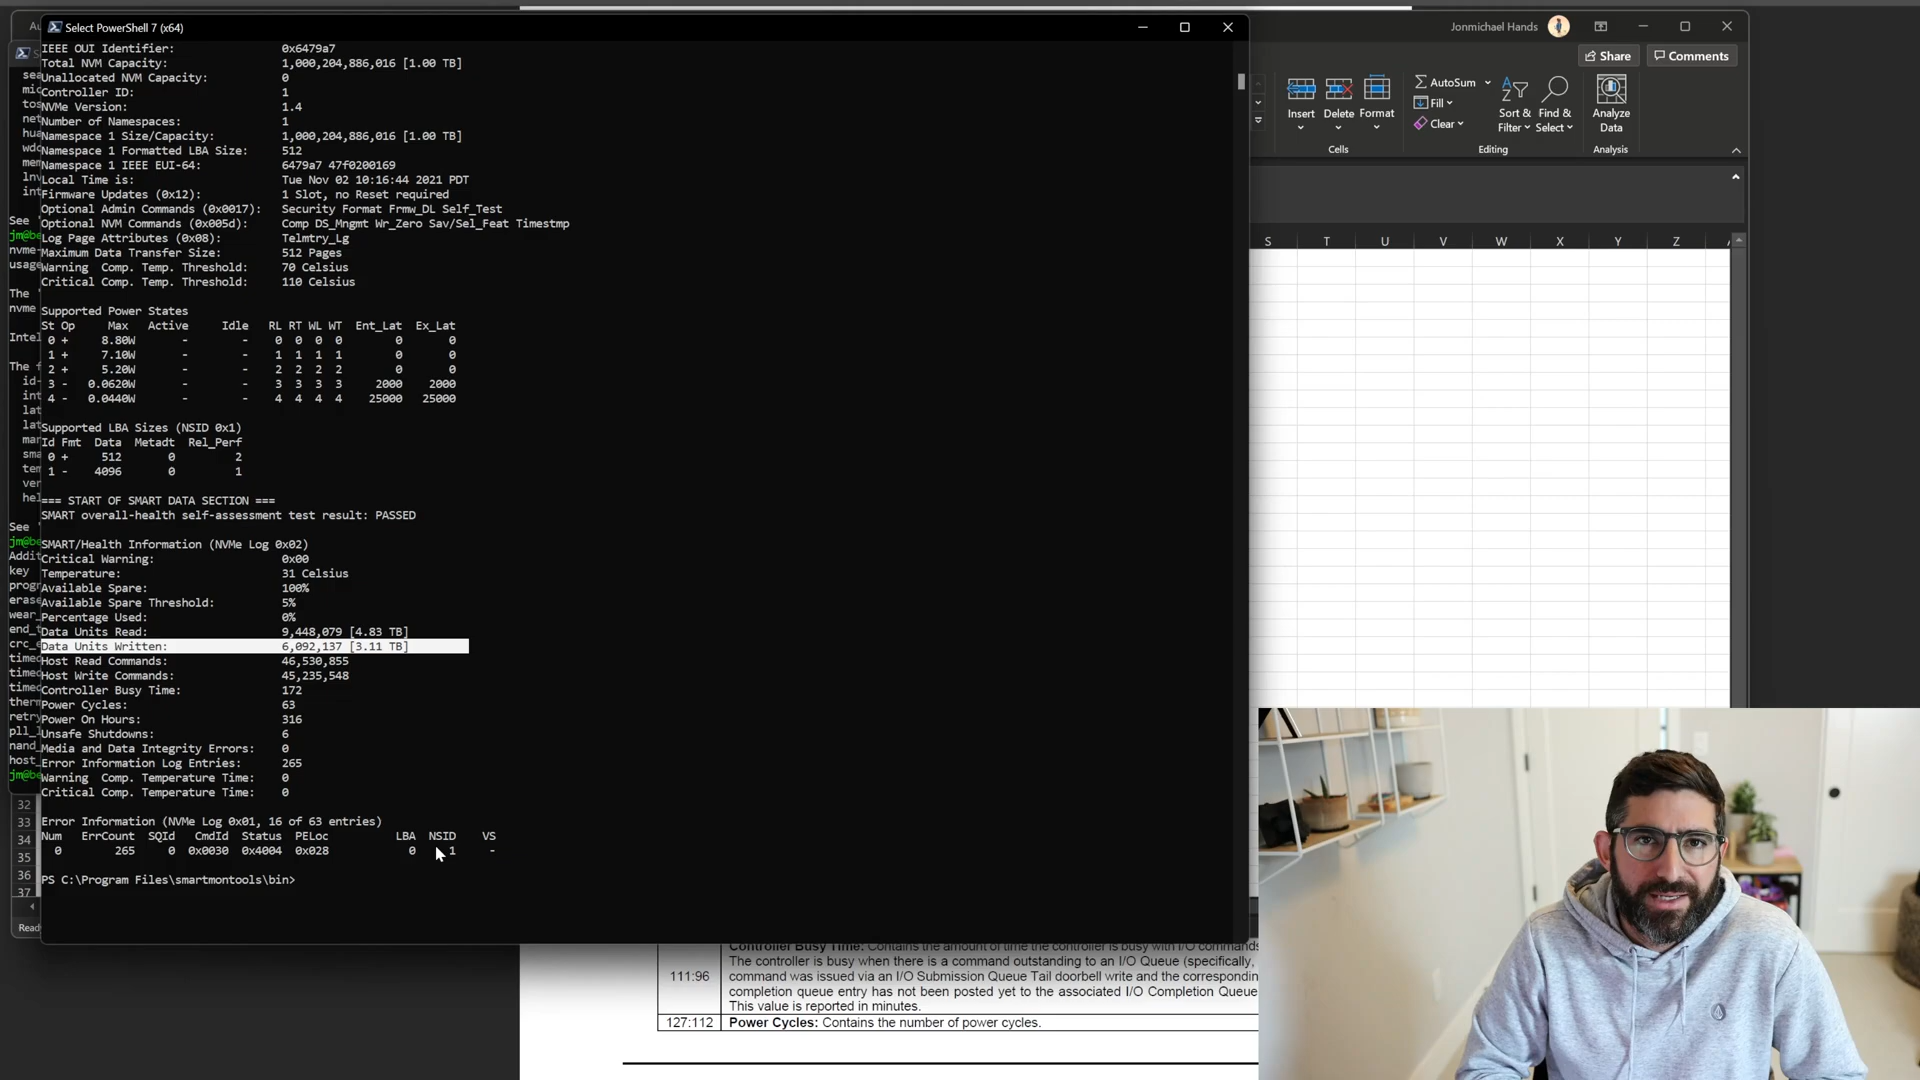 Select PowerShell 7 (x64)
Jonmichael Hands
Share
Comments
AutoSum
Fill
Clear
Insert
Delete
Format
Sort &
Filter
Find &
Select
Analyze
Data
Cells
Editing
Analysis
S T U V W X Y Z
IEEE OUI Identifier: 0x6479a7
Total NVM Capacity: 1,000,204,886,016 [1.00 TB]
Unallocated NVM Capacity: 0
Controller ID: 1
NVMe Version: 1.4
Number of Namespaces: 1
Namespace 1 Size/Capacity: 1,000,204,886,016 [1.00 TB]
Namespace 1 Formatted LBA Size: 512
Namespace 1 IEEE EUI-64: 6479a7 47f0200169
Local Time is: Tue Nov 02 10:16:44 2021 PDT
Firmware Updates (0x12): 1 Slot, no Reset required
Optional Admin Commands (0x0017): Security Format Frmw_DL Self_Test
Optional NVM Commands (0x005d): Comp DS_Mngmt Wr_Zero Sav/Sel_Feat Timestmp
Log Page Attributes (0x08): Telmtry_Lg
Maximum Data Transfer Size: 512 Pages
Warning Comp. Temp. Threshold: 70 Celsius
Critical Comp. Temp. Threshold: 110 Celsius
Supported Power States
St Op Max Active Idle RL RT WL WT Ent_Lat Ex_Lat
0 + 8.80W - - 0 0 0 0 0 0
1 + 7.10W - - 1 1 1 1 0 0
2 + 5.20W - - 2 2 2 2 0 0
3 - 0.0620W - - 3 3 3 3 2000 2000
4 - 0.0440W - - 4 4 4 4 25000 25000
Supported LBA Sizes (NSID 0x1)
Id Fmt Data Metadt Rel_Perf
0 + 512 0 2
1 - 4096 0 1
=== START OF SMART DATA SECTION ===
SMART overall-health self-assessment test result: PASSED
SMART/Health Information (NVMe Log 0x02)
Critical Warning: 0x00
Temperature: 31 Celsius
Available Spare: 100%
Available Spare Threshold: 5%
Percentage Used: 0%
Data Units Read: 9,448,079 [4.83 TB]
Data Units Written: 6,092,137 [3.11 TB]
Host Read Commands: 46,530,855
Host Write Commands: 45,235,548
Controller Busy Time: 172
Power Cycles: 63
Power On Hours: 316
Unsafe Shutdowns: 6
Media and Data Integrity Errors: 0
Error Information Log Entries: 265
Warning Comp. Temperature Time: 0
Critical Comp. Temperature Time: 0
Error Information (NVMe Log 0x01, 16 of 63 entries)
Num ErrCount SQId CmdId Status PELoc LBA NSID VS
0 265 0 0x0030 0x4004 0x028 0 1 -
PS C:\Program Files\smartmontools\bin>
32
33
34
35
36
37
Controller Busy Time: Contains the amount of time the controller is busy with I/O commands
The controller is busy when there is a command outstanding to an I/O Queue (specifically,
111:96 command was issued via an I/O Submission Queue Tail doorbell write and the corresponding
completion queue entry has not been posted yet to the associated I/O Completion Queue
This value is reported in minutes.
127:112 Power Cycles: Contains the number of power cycles.